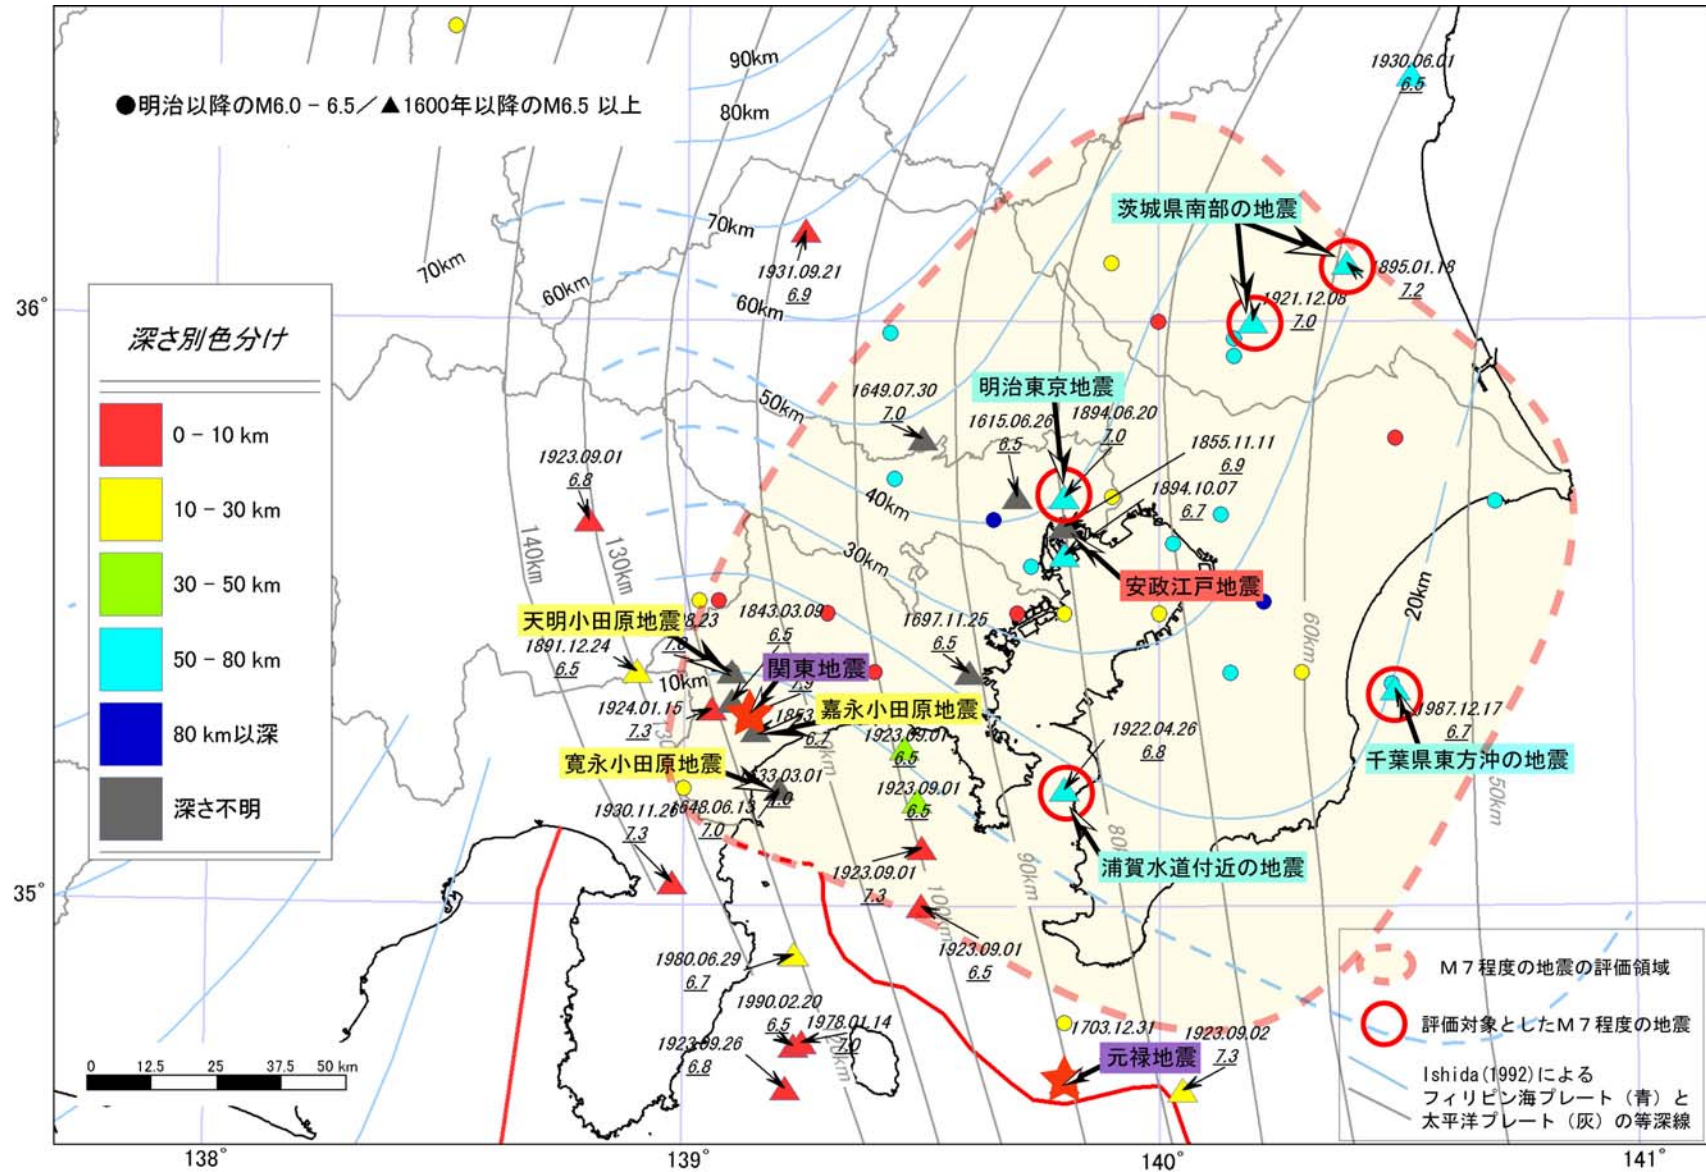 ●明治以降のM6.0－6.5／▲1600年以降のM6.5 以上
90km
80km
70km
70km
60km
60km
50km
40km
30km
20km
10km
1930.06.01
6.5
茨城県南部の地震
1895.01.18
7.2
1921.12.08
7.0
1931.09.21
6.9
36°
深さ別色分け
0－10 km
10－30 km
30－50 km
50－80 km
80 km以深
深さ不明
明治東京地震
1649.07.30
7.0
1615.06.26
6.5
1894.06.20
7.0
1855.11.11
6.9
1894.10.07
6.7
1923.09.01
6.8
140km
130km
安政江戸地震
天明小田原地震
1843.03.09
6.5
1697.11.25
6.5
1891.12.24
6.5
関東地震
7.9
1924.01.15
7.3
嘉永小田原地震
1853
6.7
1923.09.01
6.5
寛永小田原地震
1923.09.01
6.5
1930.11.26
7.3
1648.06.13
7.0
1922.04.26
6.8
1987.12.17
6.7
千葉県東方沖の地震
60km
50km
浦賀水道付近の地震
90km
100km
35°
1923.09.01
7.3
1923.09.01
6.5
1980.06.29
6.7
1990.02.20
6.5
1978.01.14
7.0
1923.09.26
6.8
1703.12.31
元禄地震
1923.09.02
7.3
M７程度の地震の評価領域
評価対象としたM７程度の地震
Ishida(1992)による
フィリピン海プレート（青）と
太平洋プレート（灰）の等深線
0 12.5 25 37.5 50 km
138° 139° 140° 141°